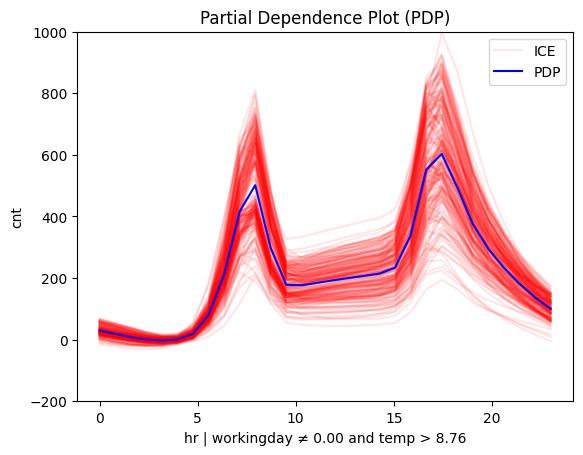 Partial Dependence Plot (PDP)
1000
800
600
400
200
0
−200
cnt
ICE
PDP
0
5
10
15
20
hr | workingday ≠ 0.00 and temp > 8.76